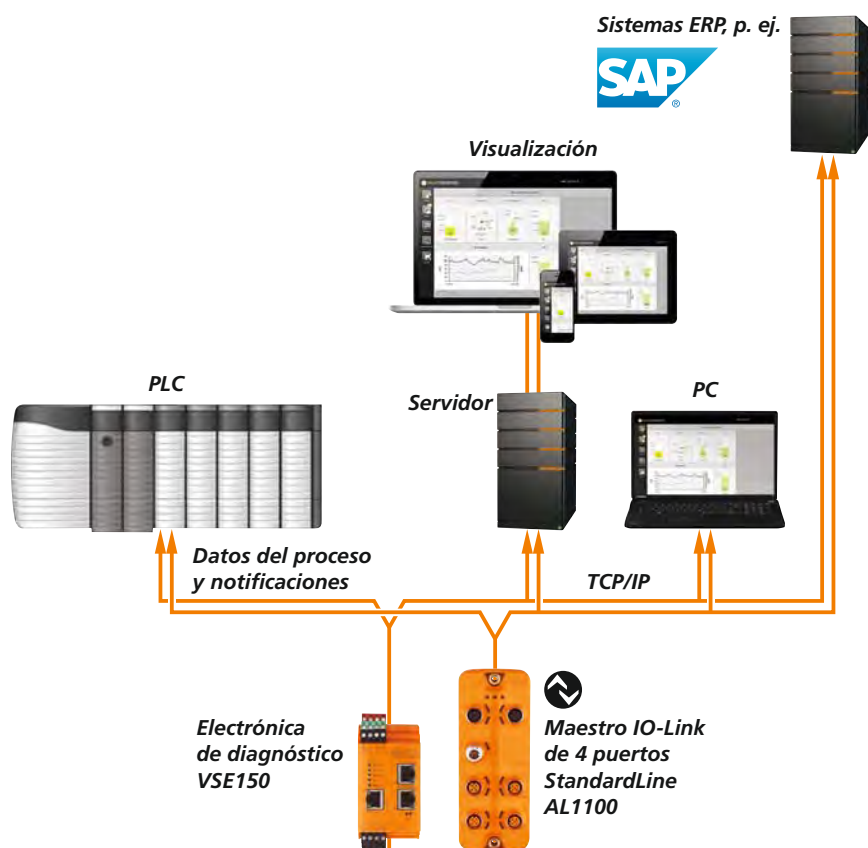 Sistemas ERP, p. ej.
SAP
®
Visualización
PLC
Servidor
PC
Datos del proceso
y notificaciones
TCP/IP
Electrónica
de diagnóstico
VSE150
Maestro IO-Link
de 4 puertos
StandardLine
AL1100